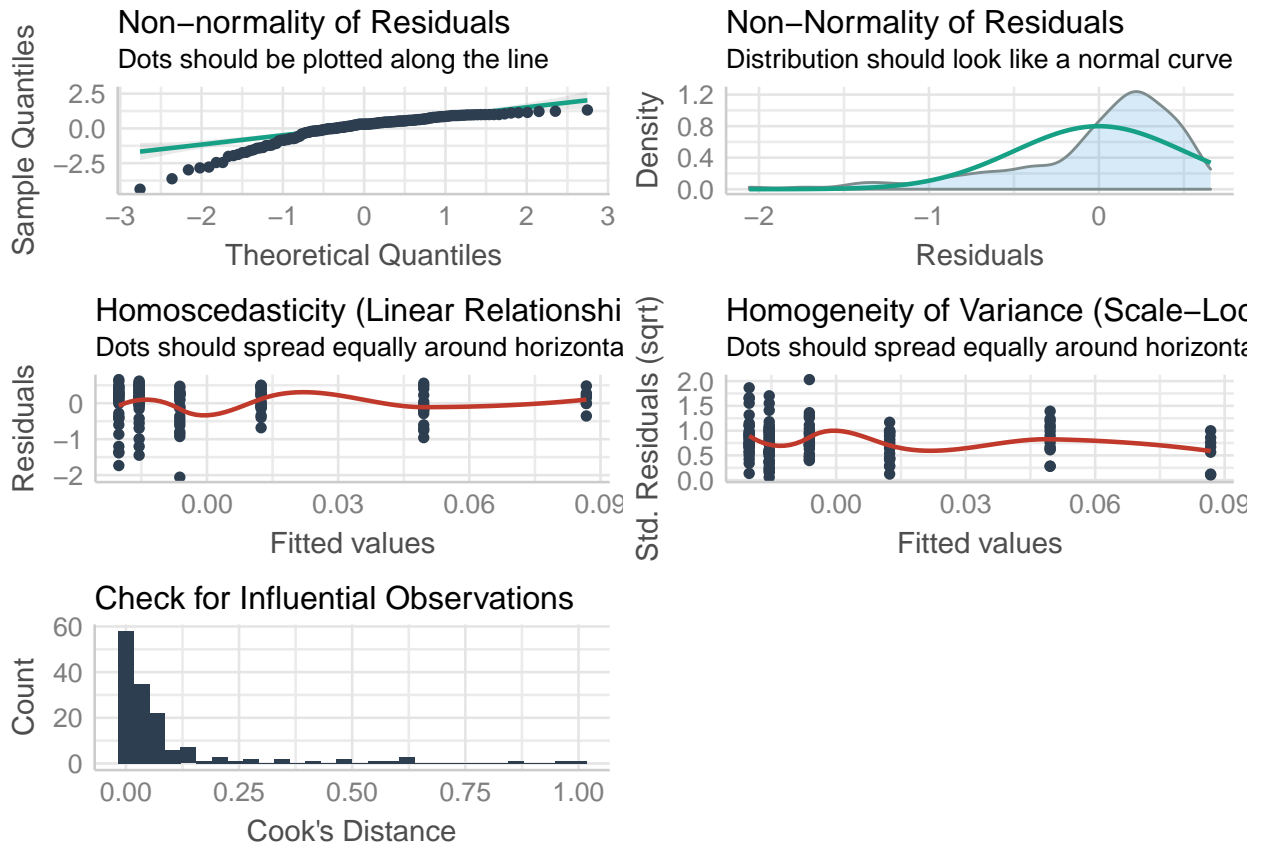 Non−normality of Residuals
Dots should be plotted along the line
Sample Quantiles
2.5
0.0
−2.5
−3 −2 −1 0 1 2 3
Theoretical Quantiles
Non−Normality of Residuals
Distribution should look like a normal curve
Density
1.2
0.8
0.4
0.0
−2 −1 0
Residuals
Homoscedasticity (Linear Relationshi
Dots should spread equally around horizonta
Residuals
0
−1
−2
0.00 0.03 0.06 0.09
Fitted values
Homogeneity of Variance (Scale−Loc
Dots should spread equally around horizonta
Std. Residuals (sqrt)
2.0
1.5
1.0
0.5
0.0
0.00 0.03 0.06 0.09
Fitted values
Check for Influential Observations
Count
60
40
20
0
0.00 0.25 0.50 0.75 1.00
Cook's Distance